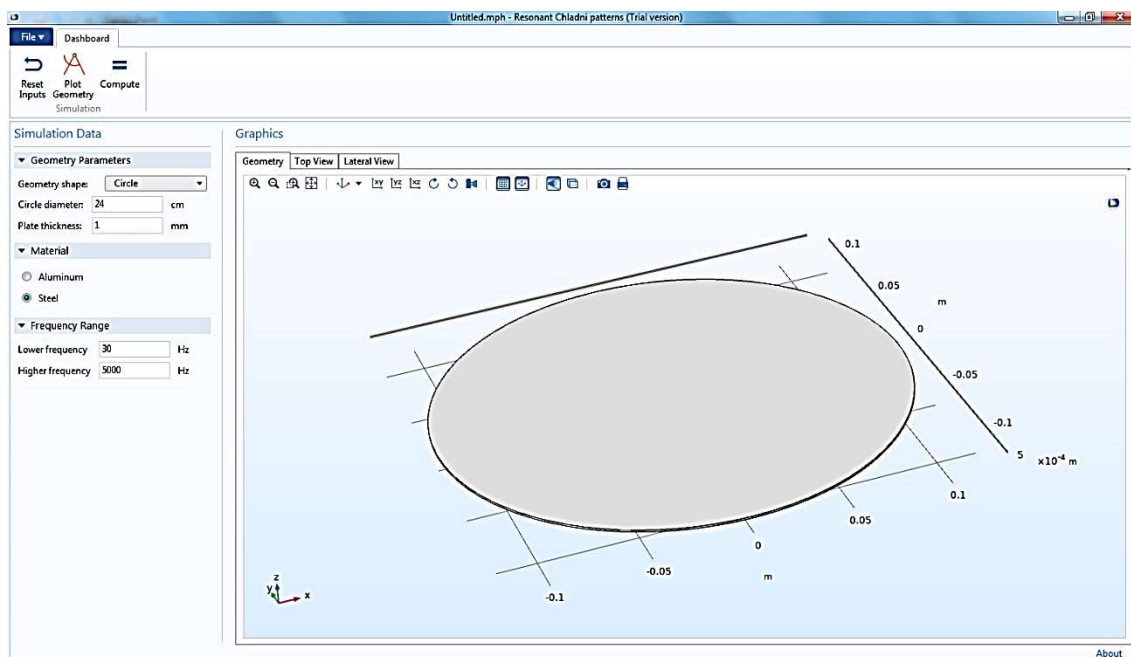 Untitled.mph - Resonant Chladni patterns (Trial version)
File Dashboard
Reset Inputs
Plot Geometry
Compute
Simulation
Simulation Data
Geometry Parameters
Geometry shape: Circle
Circle diameter: 24 cm
Plate thickness: 1 mm
Material
Aluminum
Steel
Frequency Range
Lower frequency 30 Hz
Higher frequency 5000 Hz
Graphics
Geometry Top View Lateral View
xy yz xz
0.1
0.05
m
0
-0.05
-0.1
5 ×10⁻⁴ m
0.1
0.05
0
m
-0.05
-0.1
z
y
x
About